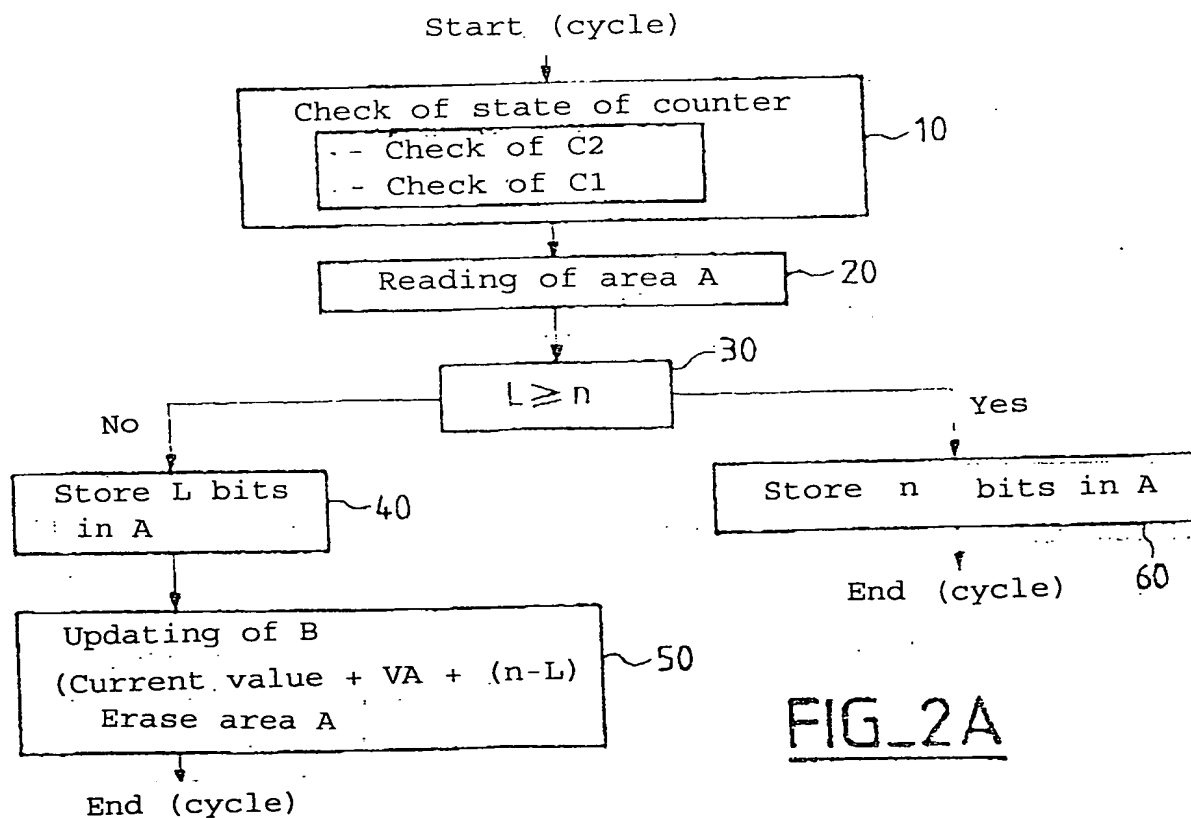 Start (cycle)
Check of state of counter
- Check of C2
- Check of C1
10
Reading of area A
20
30
L ⩾ n
No
Yes
Store L bits
in A
40
Store n bits in A
60
End (cycle)
Updating of B
(Current value + VA + (n-L)
Erase area A
50
End (cycle)
FIG_2A